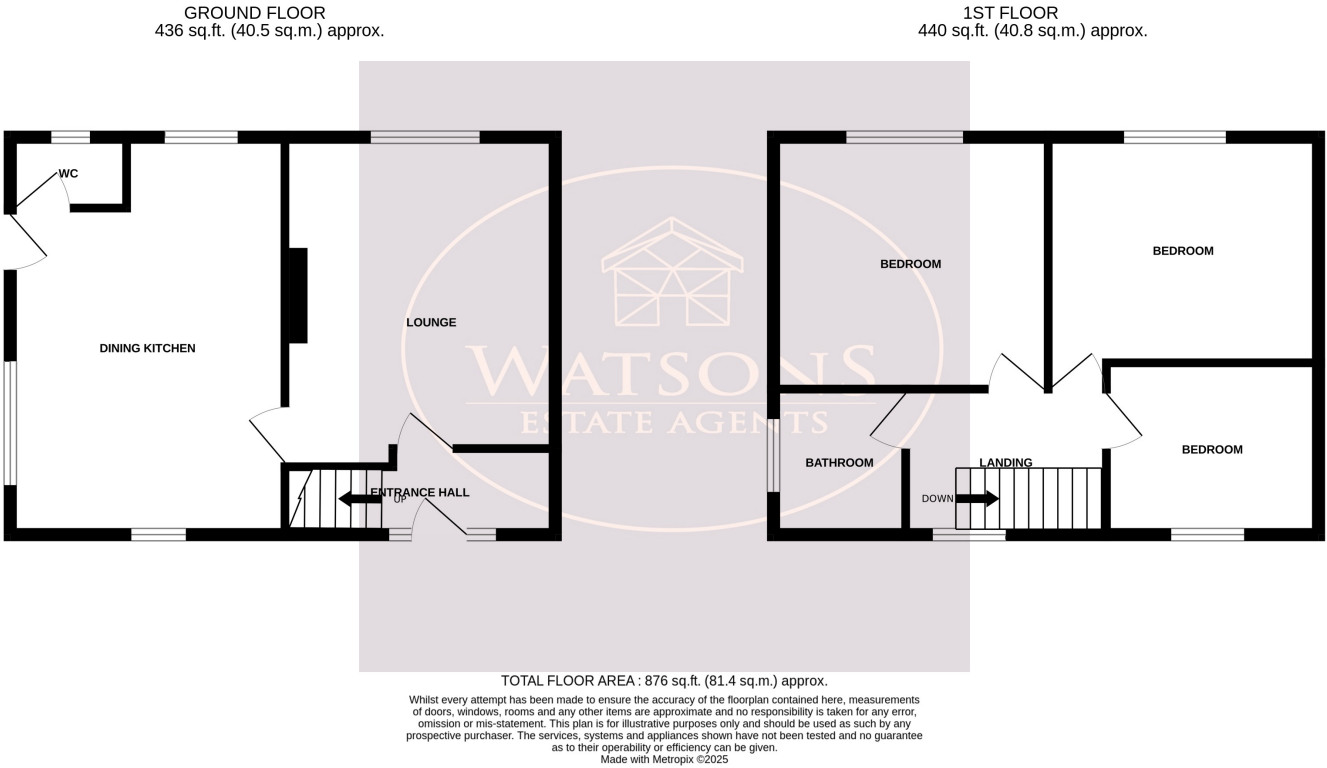 GROUND FLOOR
436 sq.ft. (40.5 sq.m.) approx.
1ST FLOOR
440 sq.ft. (40.8 sq.m.) approx.
WC
DINING KITCHEN
LOUNGE
ENTRANCE HALL
UP
BEDROOM
BEDROOM
BATHROOM
LANDING
BEDROOM
DOWN
WATSONS
ESTATE AGENTS
TOTAL FLOOR AREA : 876 sq.ft. (81.4 sq.m.) approx.
Whilst every attempt has been made to ensure the accuracy of the floorplan contained here, measurements
of doors, windows, rooms and any other items are approximate and no responsibility is taken for any error,
omission or mis-statement. This plan is for illustrative purposes only and should be used as such by any
prospective purchaser. The services, systems and appliances shown have not been tested and no guarantee
as to their operability or efficiency can be given.
Made with Metropix ©2025